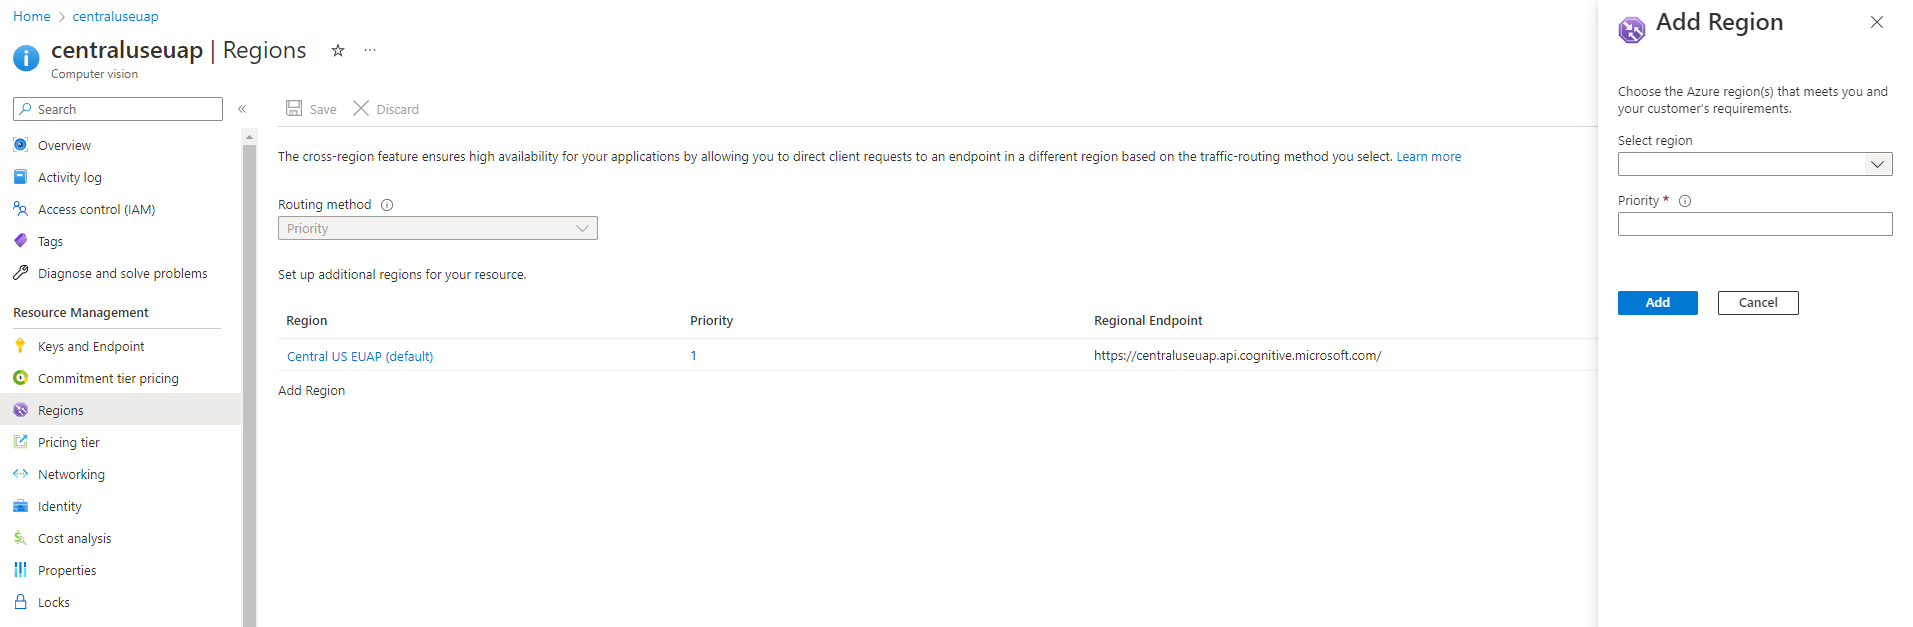 Home > centraluseuap
centraluseuap | Regions
Computer vision
Search
Overview
Activity log
Access control (IAM)
Tags
Diagnose and solve problems
Resource Management
Keys and Endpoint
Commitment tier pricing
Regions
Pricing tier
Networking
Identity
Cost analysis
Properties
Locks
Save Discard
The cross-region feature ensures high availability for your applications by allowing you to direct client requests to an endpoint in a different region based on the traffic-routing method you select. Learn more
Routing method
Priority
Set up additional regions for your resource.
Region Priority Regional Endpoint
Central US EUAP (default) 1 https://centraluseuap.api.cognitive.microsoft.com/
Add Region
Add Region
Choose the Azure region(s) that meets you and
your customer's requirements.
Select region
Priority *
Add Cancel